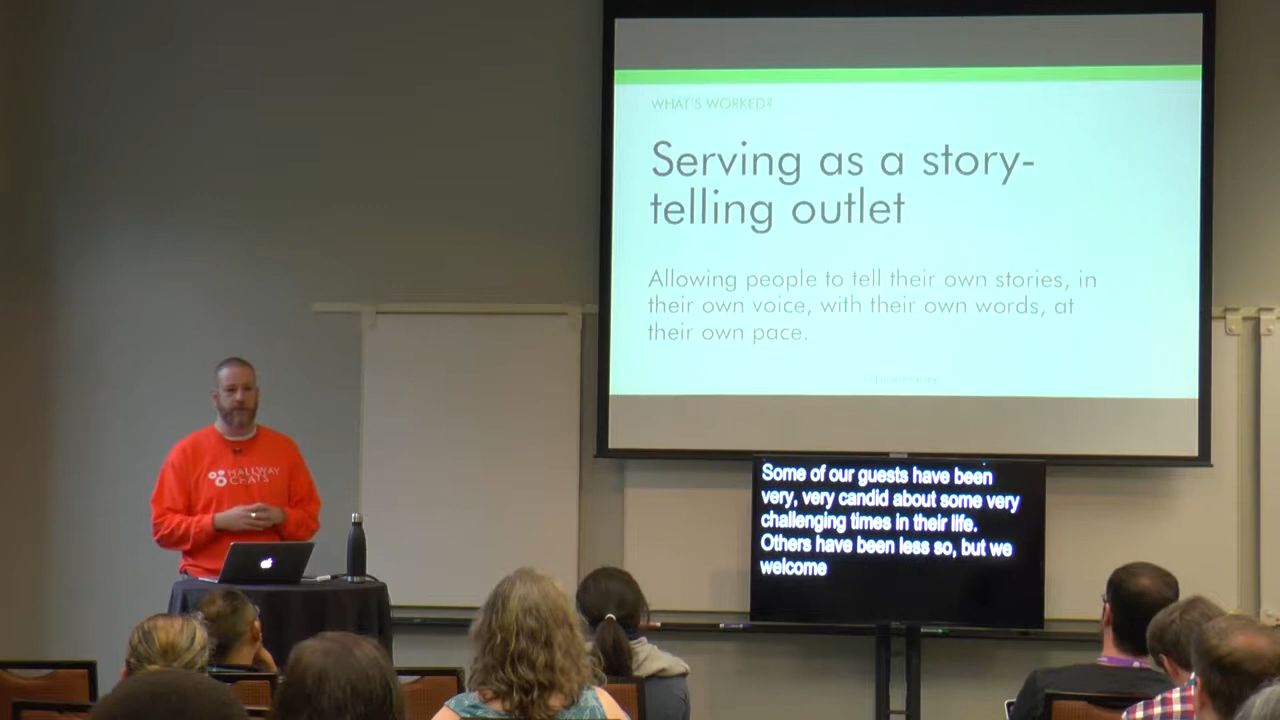 WHAT'S WORKED?
Serving as a story-
telling outlet
Allowing people to tell their own stories, in
their own voice, with their own words, at
their own pace.
Some of our guests have been
very, very candid about some very
challenging times in their life.
Others have been less so, but we
welcome
HALLWAY
CHATS